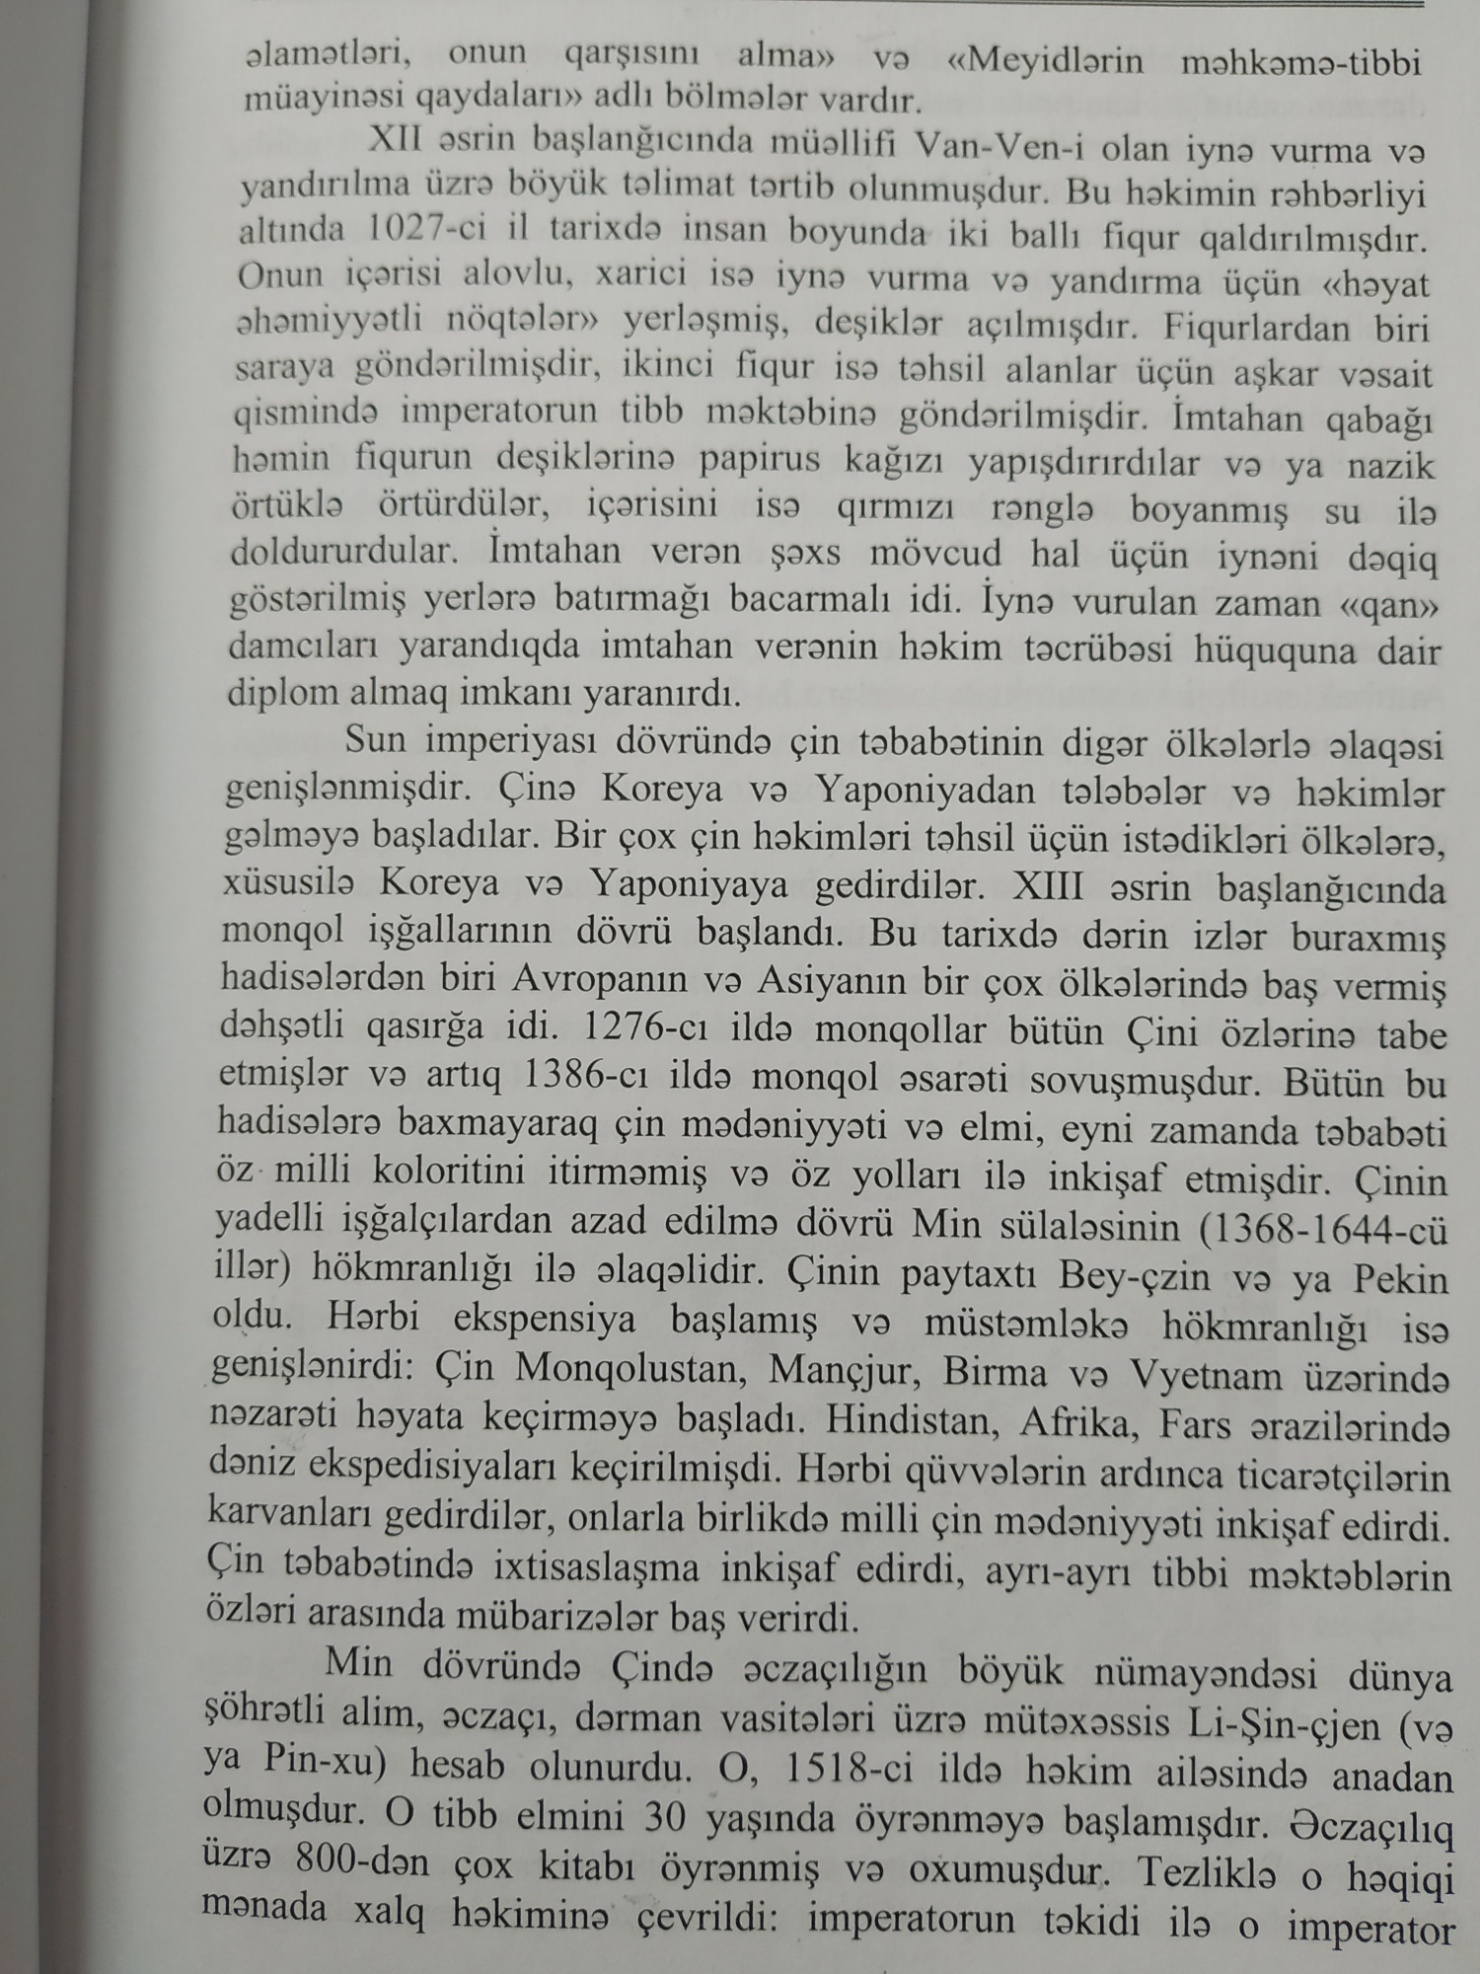 əlamətləri, onun qarşısını alma» və «Meyidlərin məhkəmə-tibbi
müayinəsi qaydaları» adlı bölmələr vardır.
XII əsrin başlanğıcında müəllifi Van-Ven-i olan iynə vurma və
yandırılma üzrə böyük təlimat tərtib olunmuşdur. Bu həkimin rəhbərliyi
altında 1027-ci il tarixdə insan boyunda iki ballı fiqur qaldırılmışdır.
Onun içərisi alovlu, xarici isə iynə vurma və yandırma üçün «həyat
əhəmiyyətli nöqtələr» yerləşmiş, deşiklər açılmışdır. Fiqurlardan biri
saraya göndərilmişdir, ikinci fiqur isə təhsil alanlar üçün aşkar vəsait
qismində imperatorun tibb məktəbinə göndərilmişdir. İmtahan qabağı
həmin fiqurun deşiklərinə papirus kağızı yapışdırırdılar və ya nazik
örtüklə örtürdülər, içərisini isə qırmızı rənglə boyanmış su ilə
doldururdular. İmtahan verən şəxs mövcud hal üçün iynəni dəqiq
göstərilmiş yerlərə batırmağı bacarmalı idi. İynə vurulan zaman «qan»
damcıları yarandıqda imtahan verənin həkim təcrübəsi hüququna dair
diplom almaq imkanı yaranırdı.
Sun imperiyası dövründə çin təbabətinin digər ölkələrlə əlaqəsi
genişlənmişdir. Çinə Koreya və Yaponiyadan tələbələr və həkimlər
gəlməyə başladılar. Bir çox çin həkimləri təhsil üçün istədikləri ölkələrə,
xüsusilə Koreya və Yaponiyaya gedirdilər. XIII əsrin başlanğıcında
monqol işğallarının dövrü başlandı. Bu tarixdə dərin izlər buraxmış
hadisələrdən biri Avropanın və Asiyanın bir çox ölkələrində baş vermiş
dəhşətli qasırğa idi. 1276-cı ildə monqollar bütün Çini özlərinə tabe
etmişlər və artıq 1386-cı ildə monqol əsarəti sovuşmuşdur. Bütün bu
hadisələrə baxmayaraq çin mədəniyyəti və elmi, eyni zamanda təbabəti
öz milli koloritini itirməmiş və öz yolları ilə inkişaf etmişdir. Çinin
yadelli işğalçılardan azad edilmə dövrü Min sülaləsinin (1368-1644-cü
illər) hökmranlığı ilə əlaqəlidir. Çinin paytaxtı Bey-çzin və ya Pekin
oldu. Hərbi ekspensiya başlamış və müstəmləkə hökmranlığı isə
genişlənirdi: Çin Monqolustan, Mançjur, Birma və Vyetnam üzərində
nəzarəti həyata keçirməyə başladı. Hindistan, Afrika, Fars ərazilərində
dəniz ekspedisiyaları keçirilmişdi. Hərbi qüvvələrin ardınca ticarətçilərin
karvanları gedirdilər, onlarla birlikdə milli çin mədəniyyəti inkişaf edirdi.
Çin təbabətində ixtisaslaşma inkişaf edirdi, ayrı-ayrı tibbi məktəblərin
özləri arasında mübarizələr baş verirdi.
Min dövründə Çində əczaçılığın böyük nümayəndəsi dünya
şöhrətli alim, əczaçı, dərman vasitələri üzrə mütəxəssis Li-Şin-çjen (və
ya Pin-xu) hesab olunurdu. O, 1518-ci ildə həkim ailəsində anadan
olmuşdur. O tibb elmini 30 yaşında öyrənməyə başlamışdır. Əczaçılıq
üzrə 800-dən çox kitabı öyrənmiş və oxumuşdur. Tezliklə o həqiqi
mənada xalq həkiminə çevrildi: imperatorun təkidi ilə o imperator